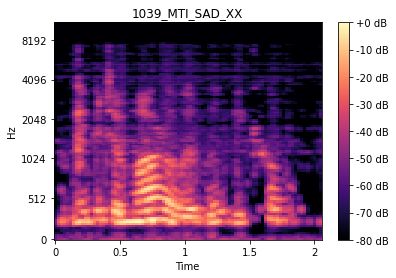 1039_MTI_SAD_XX
+0 dB
8192
-10 dB
4096
-20 dB
-30 dB
2048
Hz
-40 dB
1024
-50 dB
512
-60 dB
-70 dB
0
-80 dB
0 0.5 1 1.5 2
Time